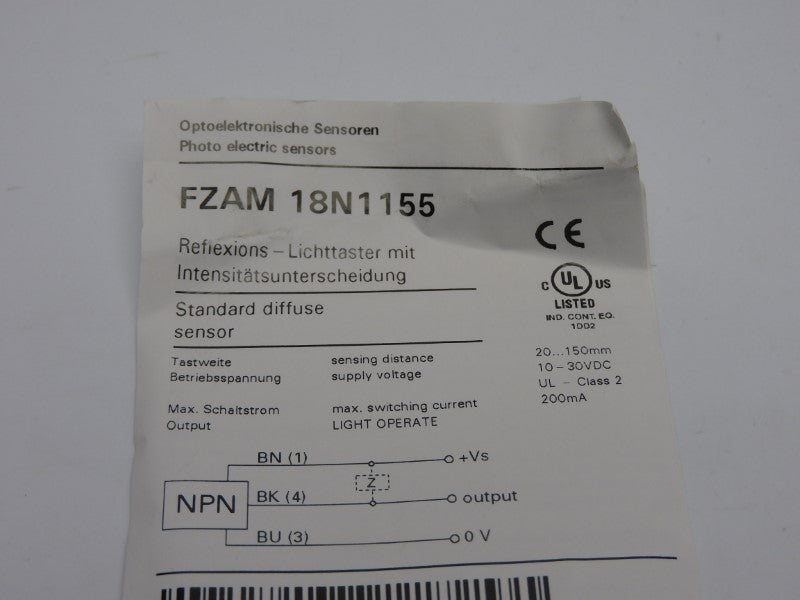 Optoelektronische Sensoren
Photo electric sensors
FZAM 18N1155
CE
Reflexions – Lichttaster mit
Intensitätsunterscheidung
C UL US
LISTED
IND. CONT. EQ.
1DD2
Standard diffuse
sensor
Tastweite sensing distance 20...150mm
Betriebsspannung supply voltage 10–30VDC
UL – Class 2
Max. Schaltstrom max. switching current 200mA
Output LIGHT OPERATE
BN (1) +Vs
Z
NPN BK (4) output
BU (3) 0 V